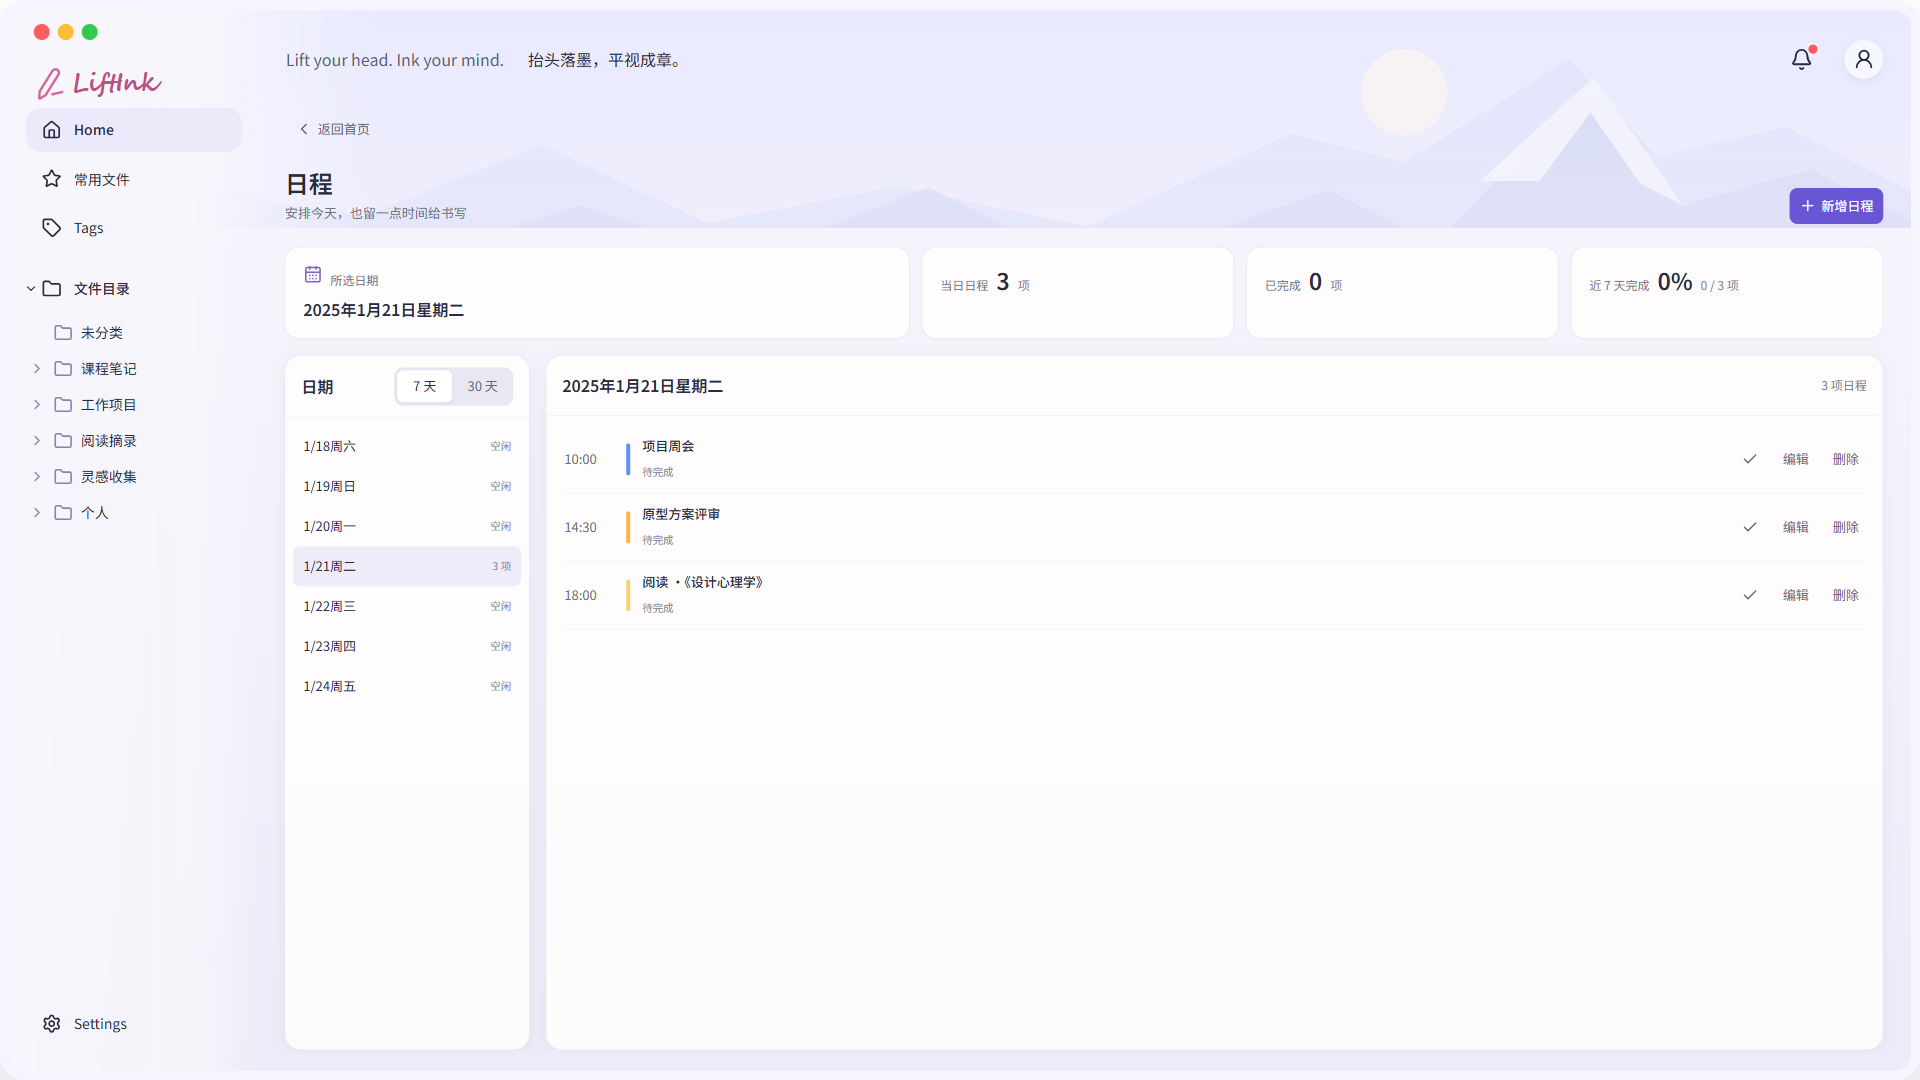 LiftInk
Home
常用文件
Tags
文件目录
未分类
课程笔记
工作项目
阅读摘录
灵感收集
个人
Settings
Lift your head. Ink your mind. 抬头落墨，平视成章。
返回首页
日程
安排今天，也留一点时间给书写
新增日程
所选日期
2025年1月21日星期二
当日日程 3 项
已完成 0 项
近 7 天完成 0% 0 / 3 项
日期 7 天 30 天
1/18周六 空闲
1/19周日 空闲
1/20周一 空闲
1/21周二 3 项
1/22周三 空闲
1/23周四 空闲
1/24周五 空闲
2025年1月21日星期二 3 项日程
10:00 项目周会 编辑 删除
待完成
14:30 原型方案评审 编辑 删除
待完成
18:00 阅读 ·《设计心理学》 编辑 删除
待完成